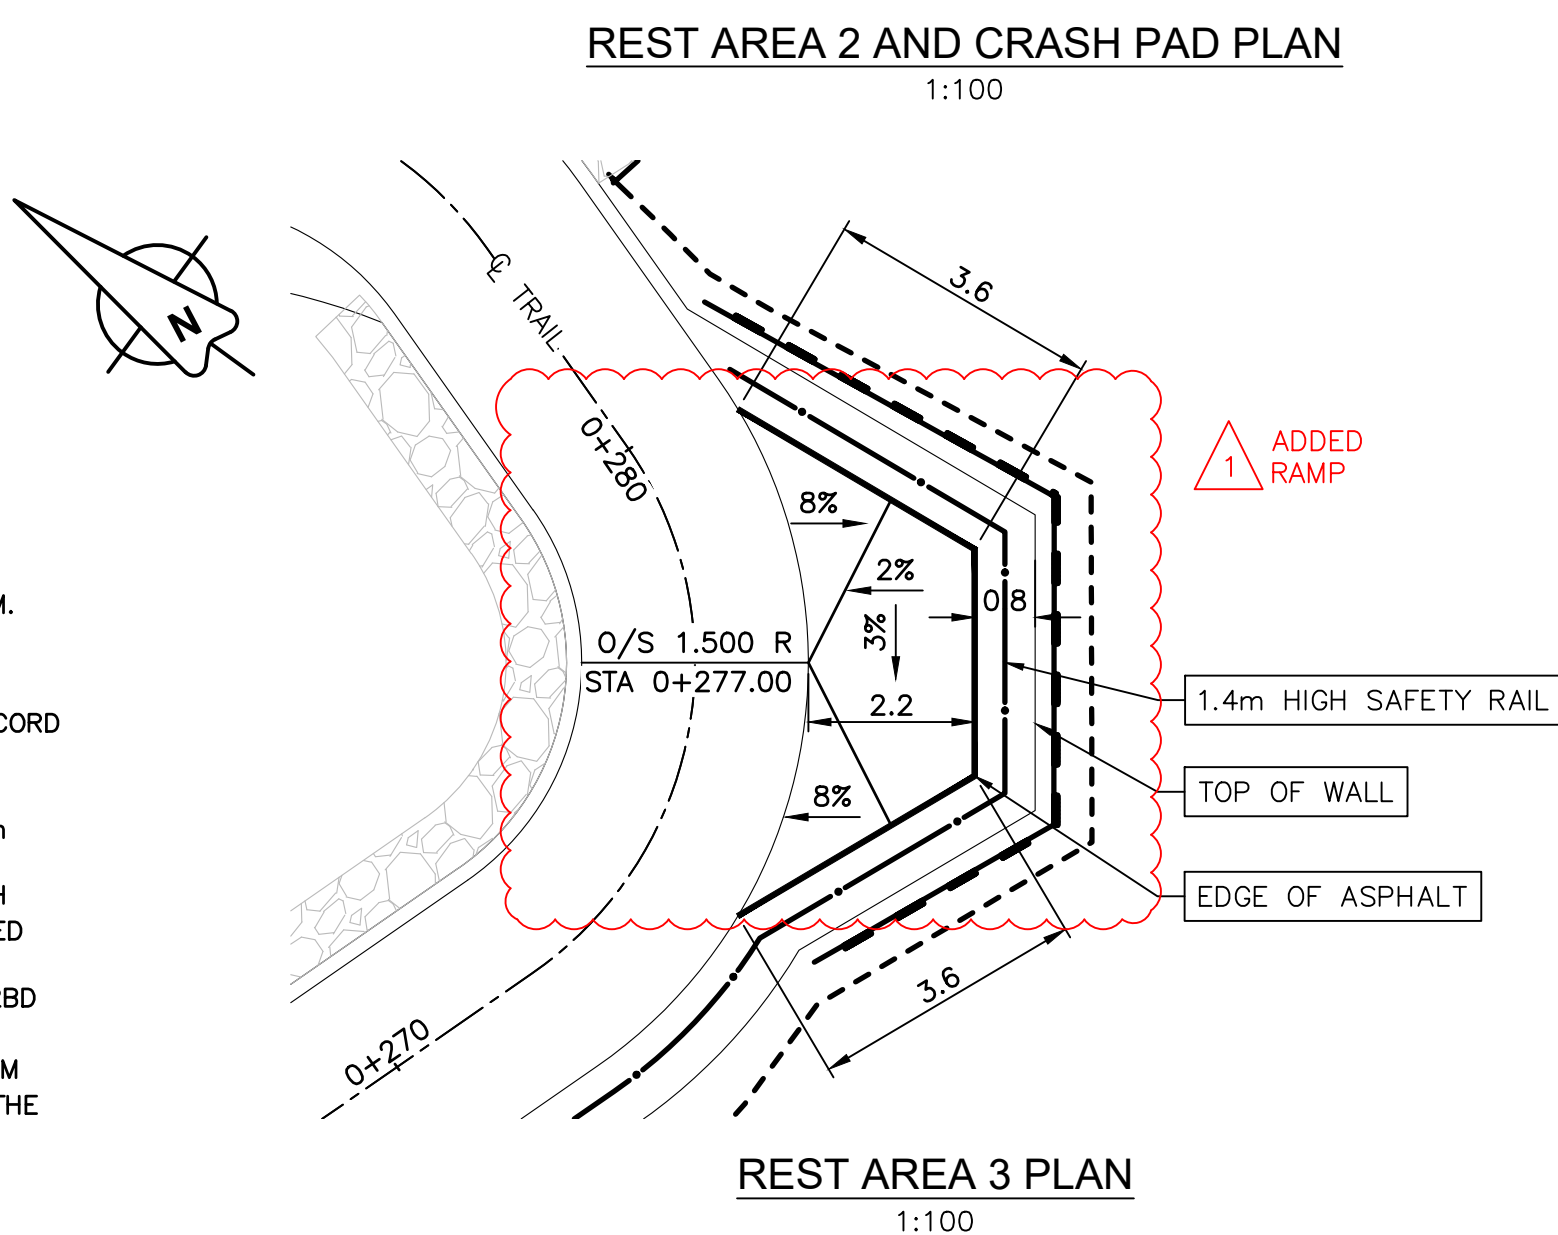 REST AREA 2 AND CRASH PAD PLAN
1:100
N
℄ TRAIL
3.6
0+280
1
ADDED
RAMP
8%
2%
3%
0.8
O/S 1.500 R
STA 0+277.00
2.2
8%
1.4m HIGH SAFETY RAIL
TOP OF WALL
EDGE OF ASPHALT
3.6
0+270
M.
CORD
H
ED
BD
M
THE
REST AREA 3 PLAN
1:100